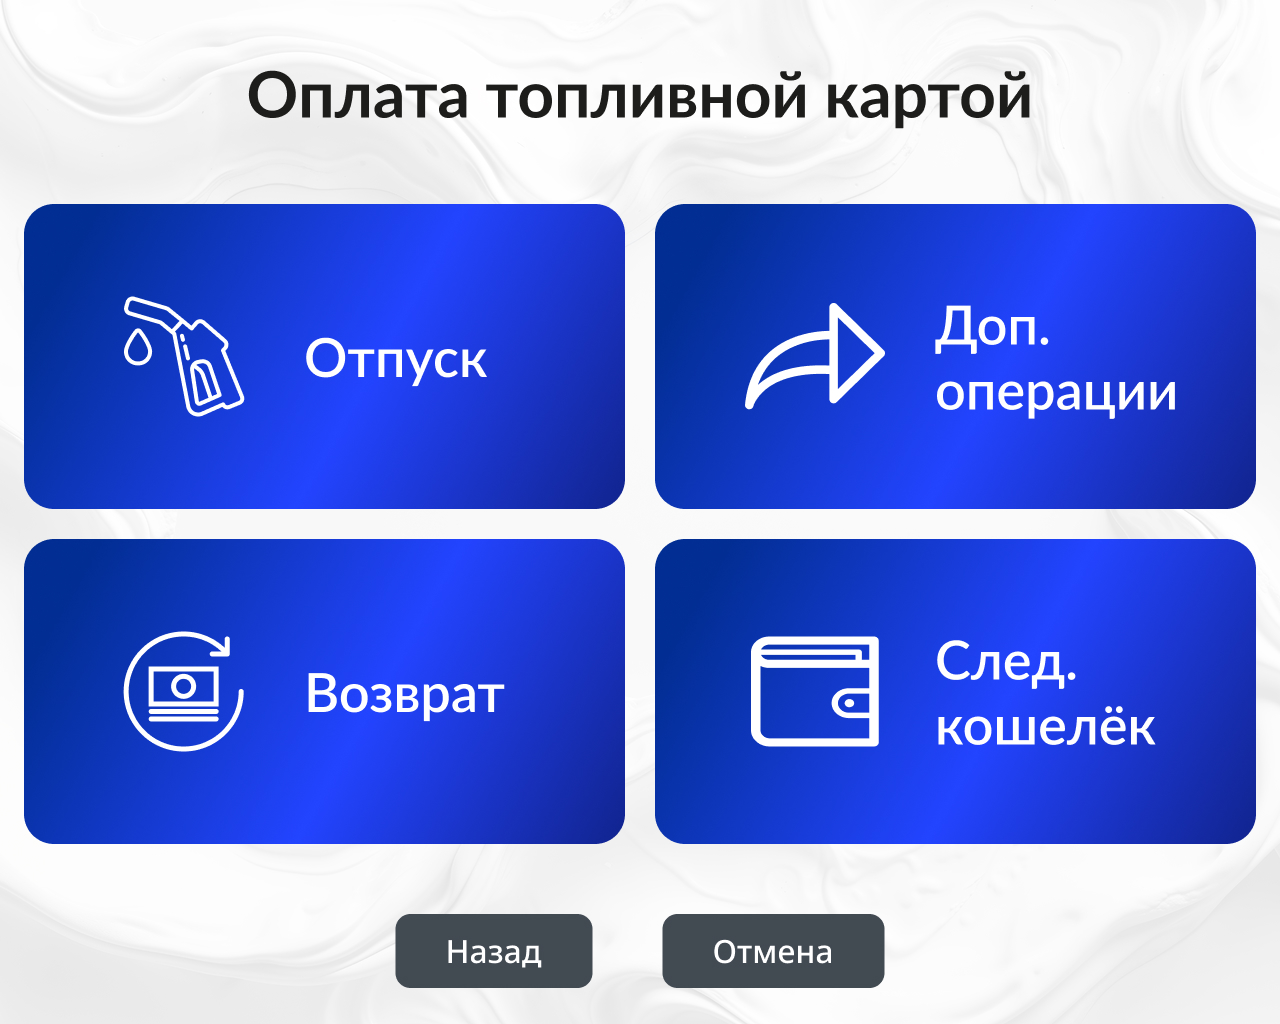 Оплата топливной картой
Отпуск
Доп.
операции
Возврат
След.
кошелёк
Назад
Отмена